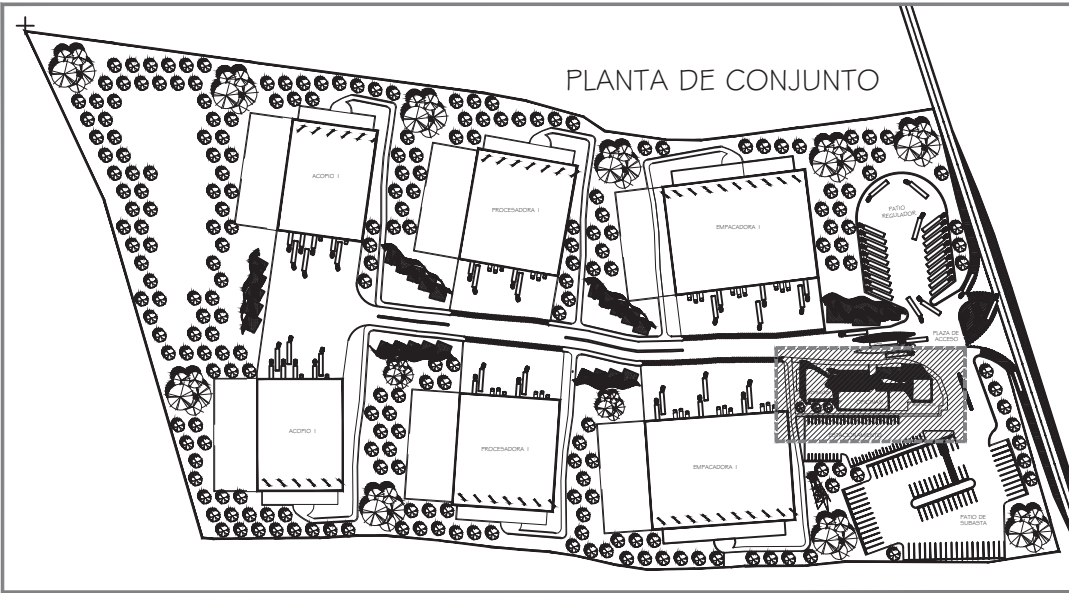 PLANTA DE CONJUNTO
ACOPIO I
PROCESADORA I
EMPACADORA I
PATIO
REGULADOR
PLAZA DE
ACCESO
ACOPIO I
PROCESADORA I
EMPACADORA I
PATIO DE
SUBASTA